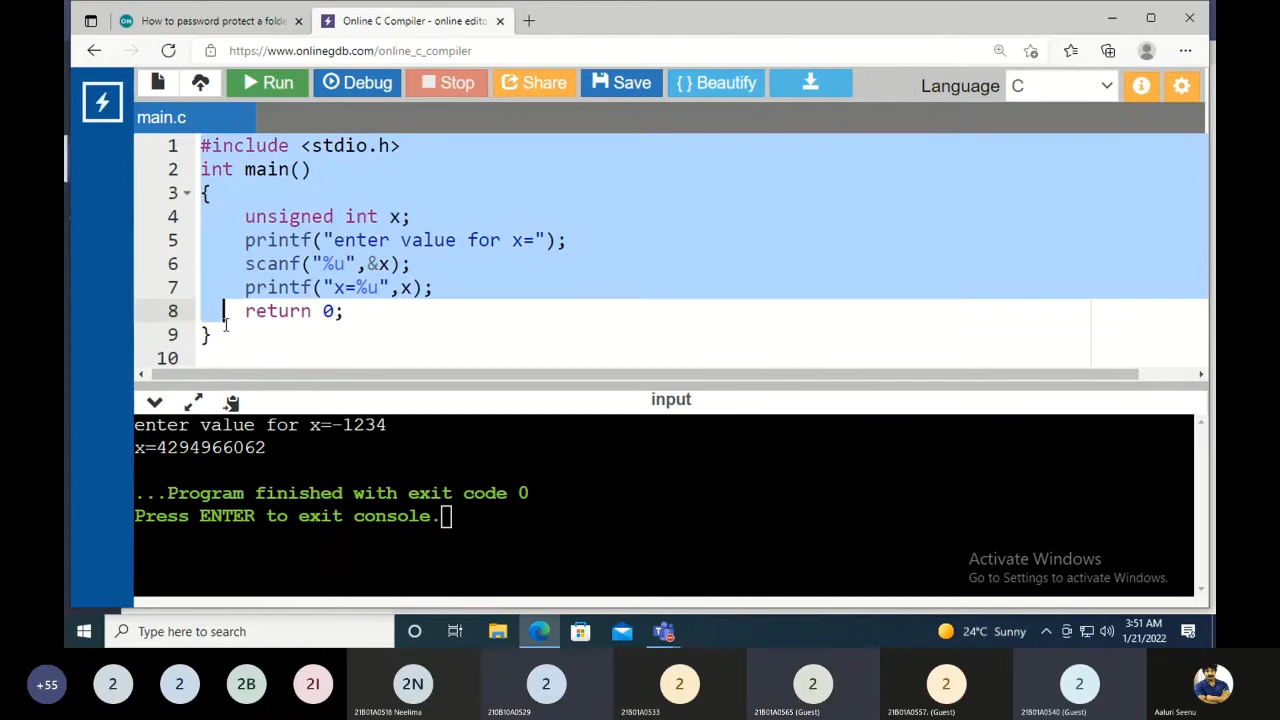 How to password protect a folde
Online C Compiler - online edito
https://www.onlinegdb.com/online_c_compiler
Run Debug Stop Share Save { } Beautify Language C
main.c
1 #include <stdio.h>
2 int main()
3 {
4 unsigned int x;
5 printf("enter value for x=");
6 scanf("%u",&x);
7 printf("x=%u",x);
8 return 0;
9 }
10
input
enter value for x=-1234
x=4294966062
...Program finished with exit code 0
Press ENTER to exit console.
Activate Windows
Go to Settings to activate Windows.
Type here to search
24°C Sunny
3:51 AM
1/21/2022
+55 2 2 2B 2I 2N 2 2 2 2 2
21B01A0518 Neelima 210B10A0529 21B01A0533 21B01A0565 (Guest) 21B01A0557. (Guest) 21B01A0540 (Guest) Aaluri Seenu